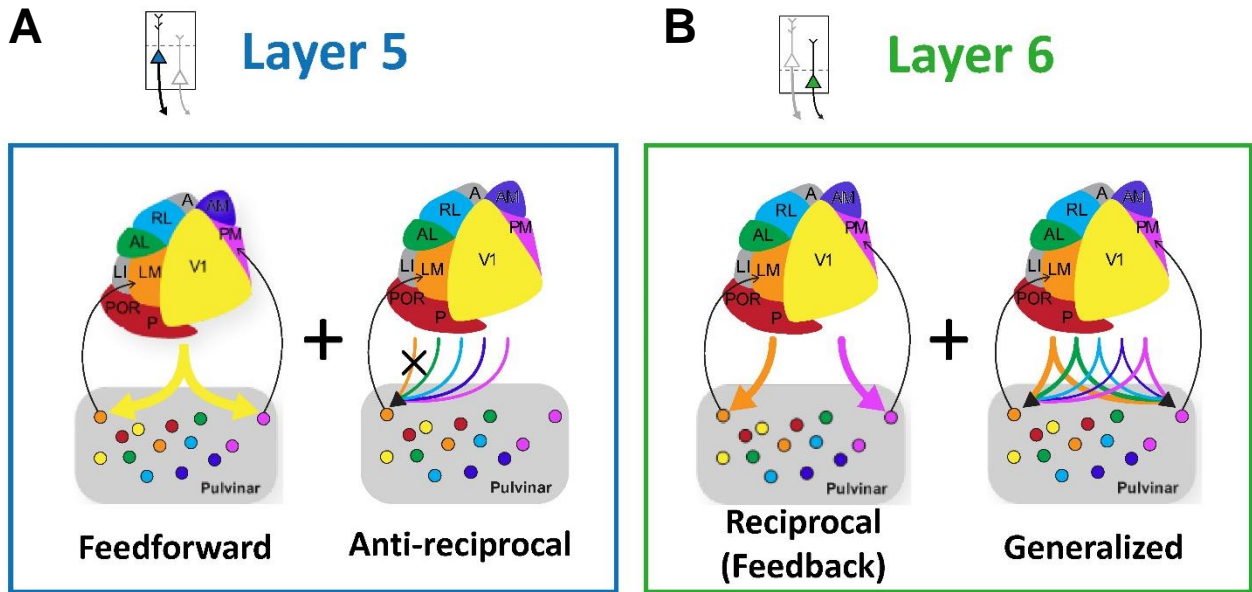 A
Layer 5
B
Layer 6
A
AM
RL
PM
AL
V1
LI
LM
POR
P
Pulvinar
Feedforward
+
A
AM
RL
PM
AL
V1
LI
LM
POR
P
Pulvinar
Anti-reciprocal
A
AM
RL
PM
AL
V1
LI
LM
POR
P
Pulvinar
Reciprocal
(Feedback)
+
A
AM
RL
PM
AL
V1
LI
LM
POR
P
Pulvinar
Generalized